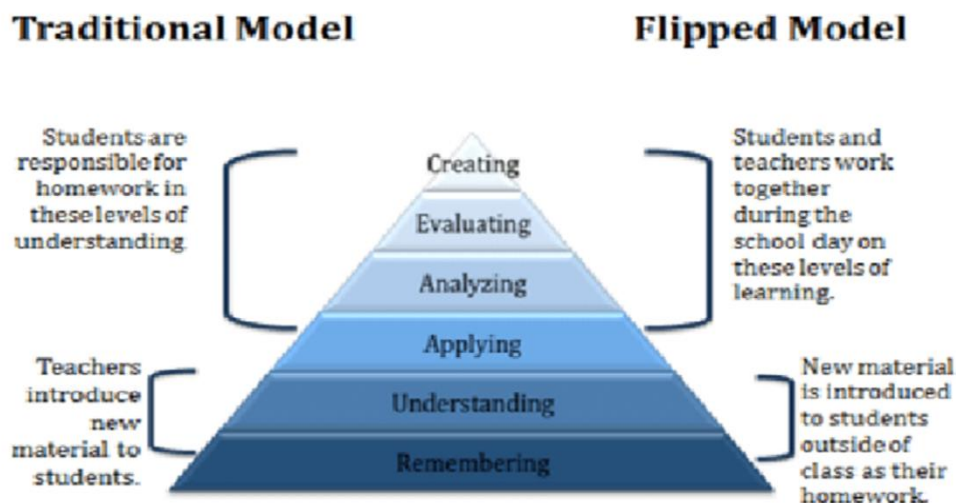 Traditional Model
Flipped Model
Students are
responsible for
homework in
these levels of
understanding
Creating
Evaluating
Analyzing
Applying
Understanding
Remembering
Students and
teachers work
together
during the
school day on
these levels of
learning.
Teachers
introduce
new
material to
students.
New material
is introduced
to students
outside of
class as their
homework.